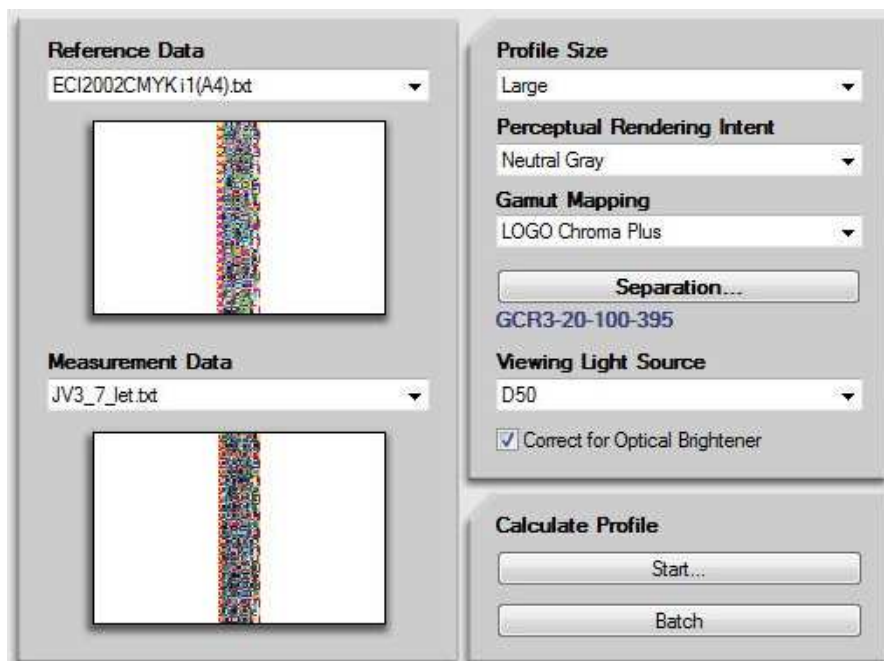 Reference Data
ECI2002CMYK i1(A4).txt
Measurement Data
JV3_7_let.txt
Profile Size
Large
Perceptual Rendering Intent
Neutral Gray
Gamut Mapping
LOGO Chroma Plus
Separation...
GCR3-20-100-395
Viewing Light Source
D50
Correct for Optical Brightener
Calculate Profile
Start...
Batch